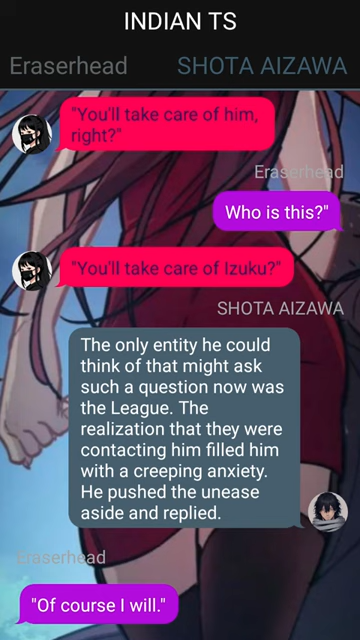 INDIAN TS
Eraserhead SHOTA AIZAWA
"You'll take care of him,
right?"
Eraserhead
Who is this?"
"You'll take care of Izuku?"
SHOTA AIZAWA
The only entity he could
think of that might ask
such a question now was
the League. The
realization that they were
contacting him filled him
with a creeping anxiety.
He pushed the unease
aside and replied.
Eraserhead
"Of course I will."